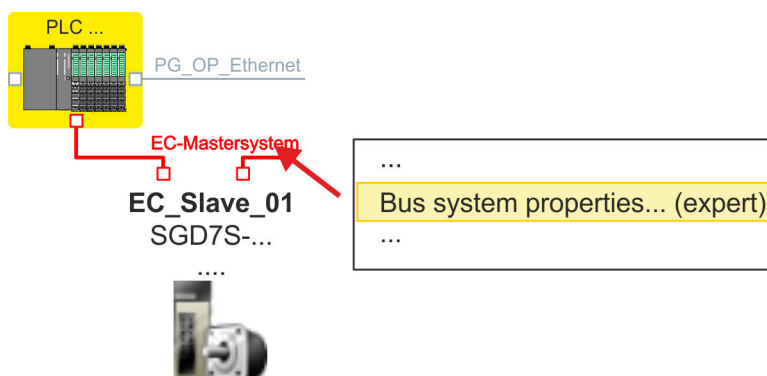 PLC ...
PG_OP_Ethernet
EC-Mastersystem
EC_Slave_01
SGD7S-...
....
...
Bus system properties... (expert)
...